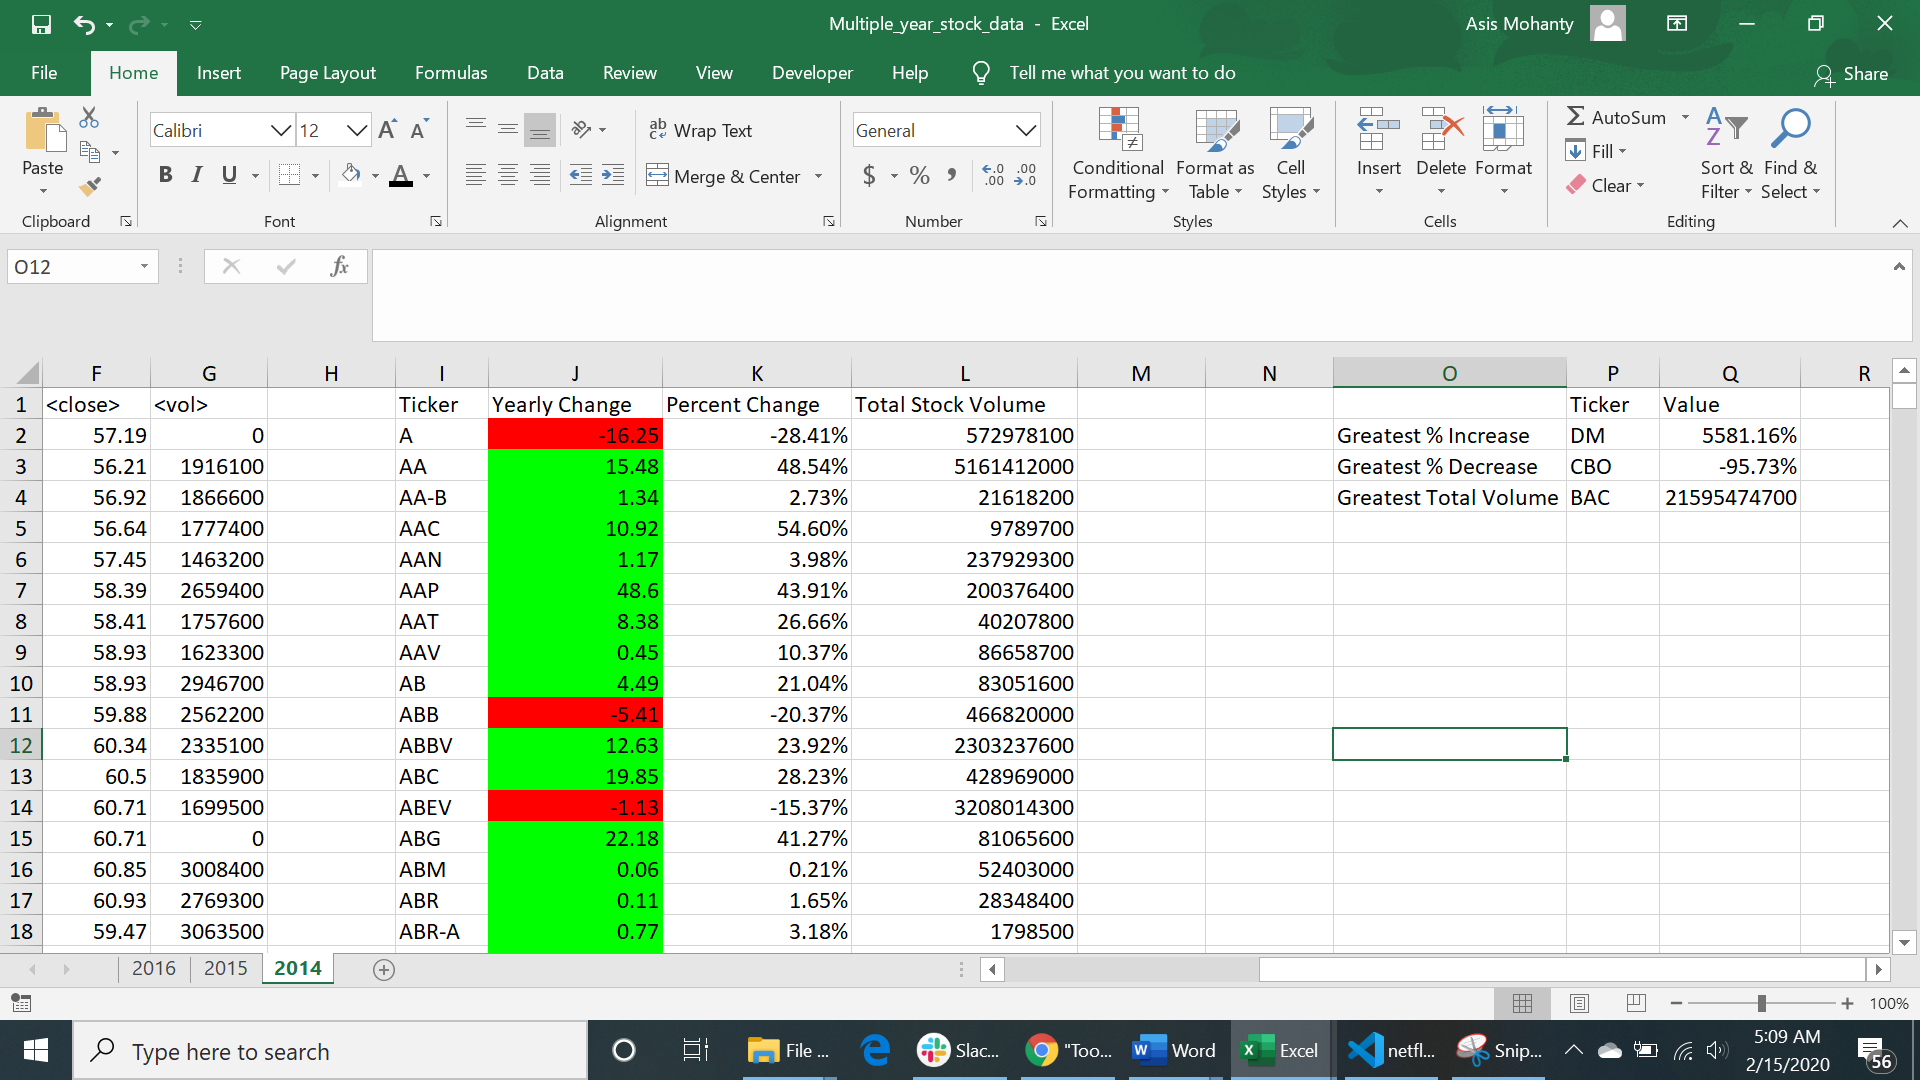 Multiple_year_stock_data - Excel
Asis Mohanty
File Home Insert Page Layout Formulas Data Review View Developer Help Tell me what you want to do Share
Paste
Clipboard
Calibri 12
B I U
Font
Wrap Text
Merge & Center
Alignment
General
$ % , .0 .00 .00 .0
Number
Conditional Formatting
Format as Table
Cell Styles
Styles
Insert Delete Format
Cells
AutoSum
Fill
Clear
Sort & Filter
Find & Select
Editing
O12 fx
F G H I J K L M N O P Q R
1 <close> <vol> Ticker Yearly Change Percent Change Total Stock Volume Ticker Value
2 57.19 0 A -16.25 -28.41% 572978100 Greatest % Increase DM 5581.16%
3 56.21 1916100 AA 15.48 48.54% 5161412000 Greatest % Decrease CBO -95.73%
4 56.92 1866600 AA-B 1.34 2.73% 21618200 Greatest Total Volume BAC 21595474700
5 56.64 1777400 AAC 10.92 54.60% 9789700
6 57.45 1463200 AAN 1.17 3.98% 237929300
7 58.39 2659400 AAP 48.6 43.91% 200376400
8 58.41 1757600 AAT 8.38 26.66% 40207800
9 58.93 1623300 AAV 0.45 10.37% 86658700
10 58.93 2946700 AB 4.49 21.04% 83051600
11 59.88 2562200 ABB -5.41 -20.37% 466820000
12 60.34 2335100 ABBV 12.63 23.92% 2303237600
13 60.5 1835900 ABC 19.85 28.23% 428969000
14 60.71 1699500 ABEV -1.13 -15.37% 3208014300
15 60.71 0 ABG 22.18 41.27% 81065600
16 60.85 3008400 ABM 0.06 0.21% 52403000
17 60.93 2769300 ABR 0.11 1.65% 28348400
18 59.47 3063500 ABR-A 0.77 3.18% 1798500
2016 2015 2014
100%
Type here to search
File ... Slac... "Too... Word Excel netfl... Snip...
5:09 AM
2/15/2020
56